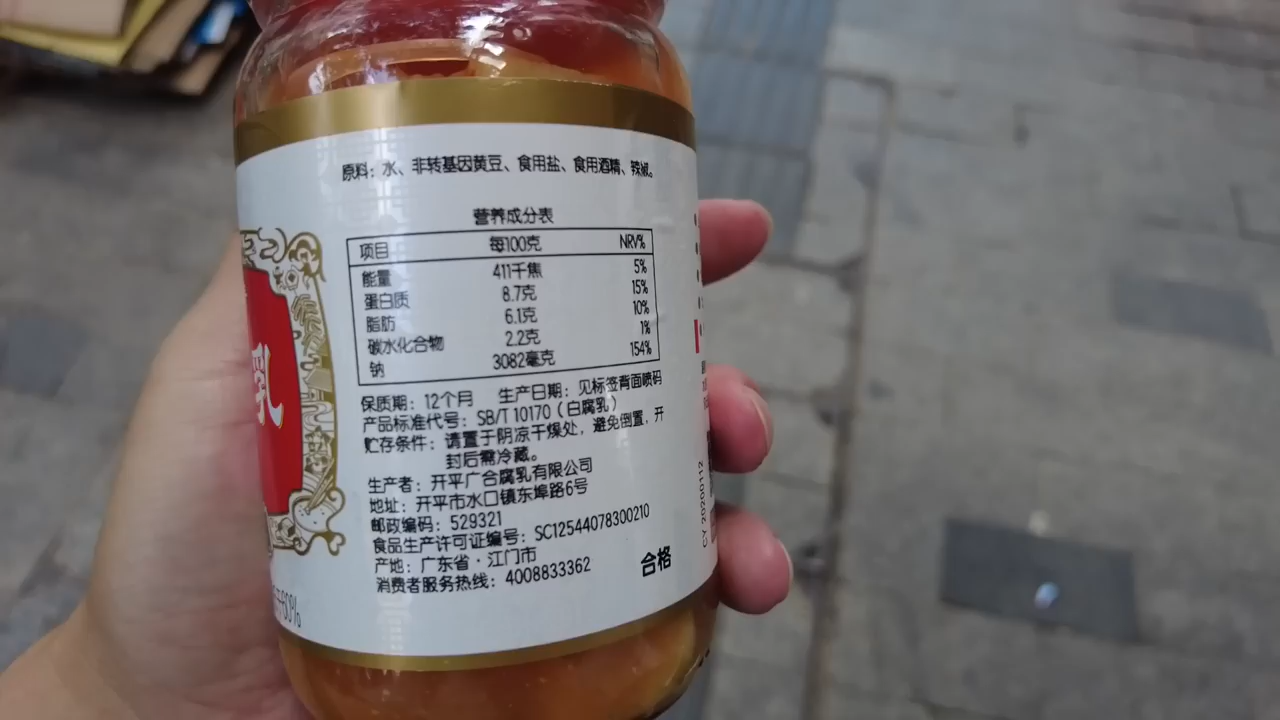 原料：水、非转基因黄豆、食用盐、食用酒精、辣椒。
营养成分表
项目 每100克 NRV%
能量 411千焦 5%
蛋白质 8.7克 15%
脂肪 6.1克 10%
碳水化合物 2.2克 1%
钠 3082毫克 154%
保质期：12个月 生产日期：见标签背面喷码
产品标准代号：SB/T 10170（白腐乳）
贮存条件：请置于阴凉干燥处，避免倒置，开
封后需冷藏。
生产者：开平广合腐乳有限公司
地址：开平市水口镇东埠路6号
邮政编码：529321
食品生产许可证编号：SC12544078300210
产地：广东省·江门市
消费者服务热线：4008833362
合格
乳
60%
CY 20200112